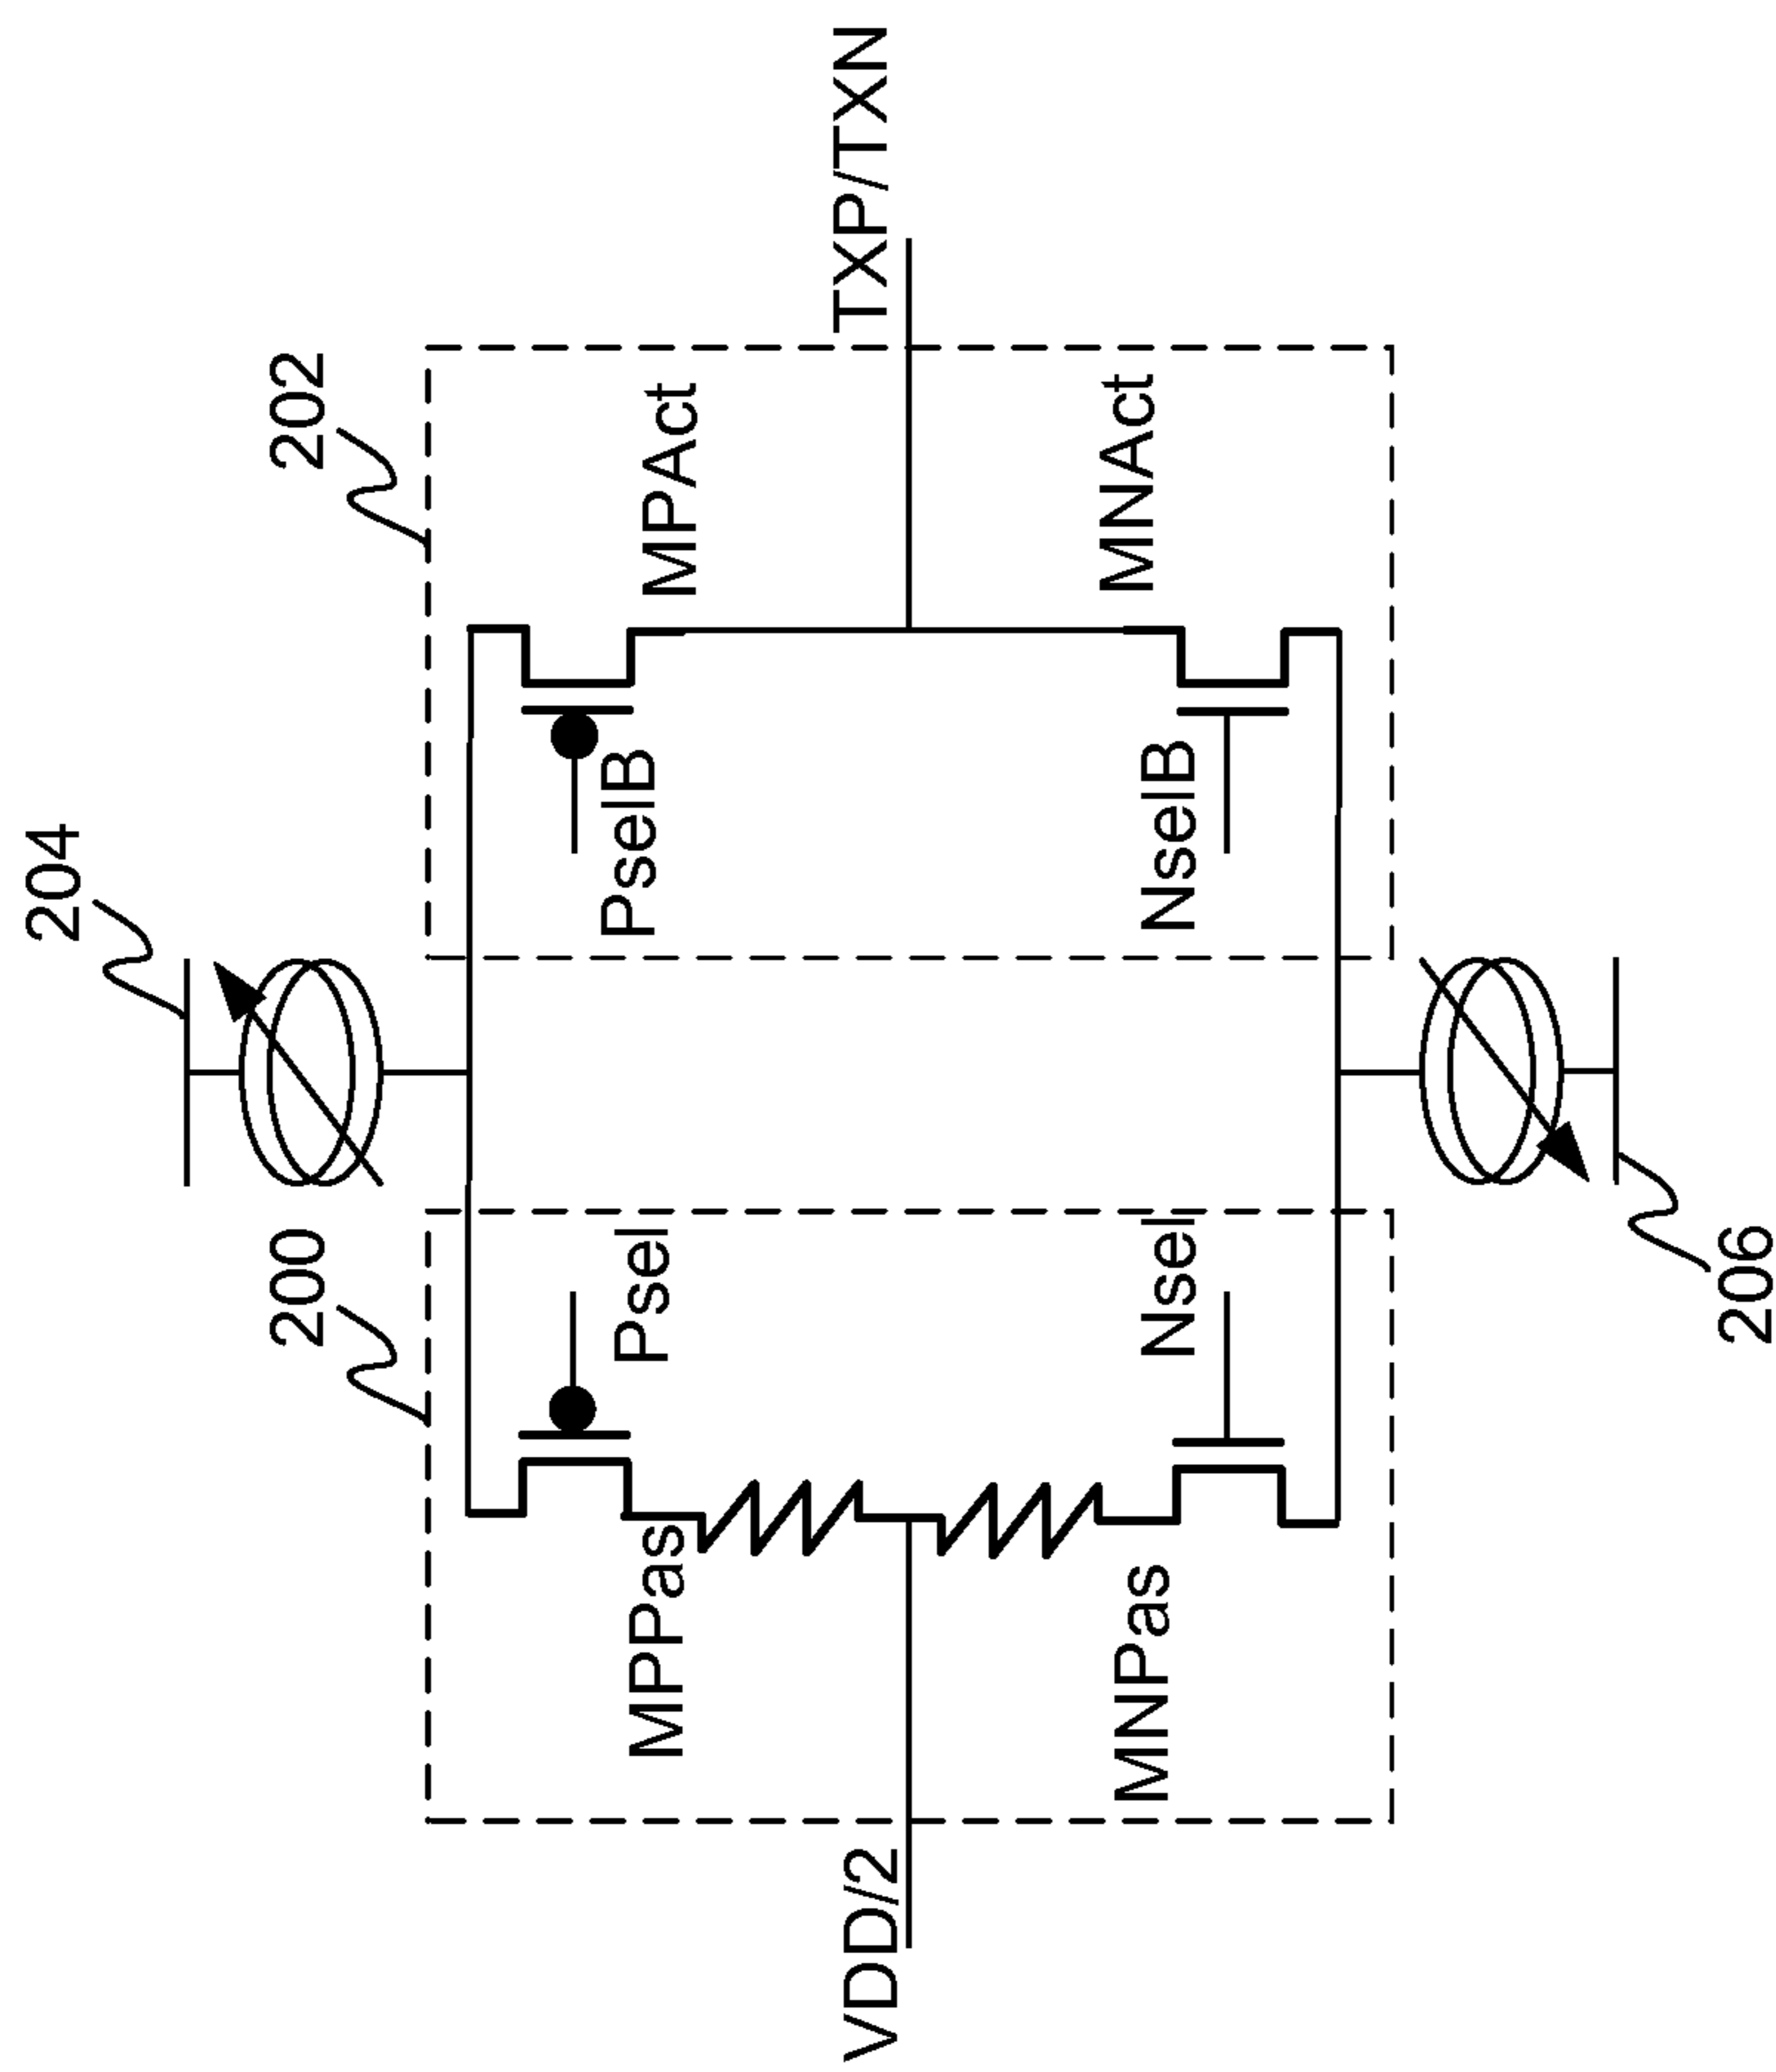 204
200
202
Psel
PselB
MPPas
MPAct
VDD/2
TXP/TXN
MNPas
MNAct
Nsel
NselB
206